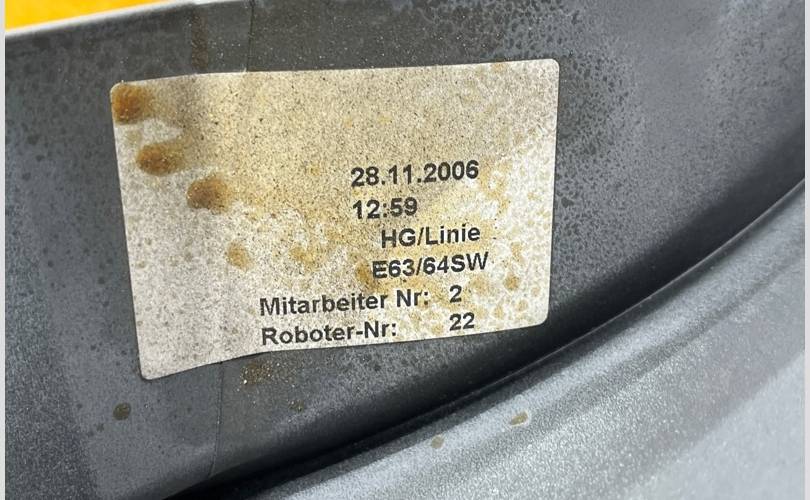 28.11.2006
12:59
HG/Linie
E63/64SW
Mitarbeiter Nr: 2
Roboter-Nr: 22